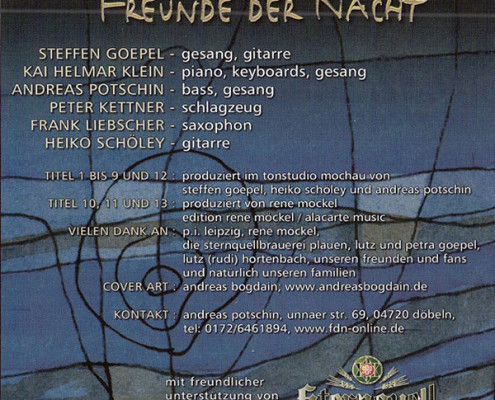 FREUNDE DER NACHT
STEFFEN GOEPEL - gesang, gitarre
KAI HELMAR KLEIN - piano, keyboards, gesang
ANDREAS POTSCHIN - bass, gesang
PETER KETTNER - schlagzeug
FRANK LIEBSCHER - saxophon
HEIKO SCHÖLEY - gitarre
TITEL 1 BIS 9 UND 12 : produziert im tonstudio mochau von
steffen goepel, heiko schöley und andreas potschin
TITEL 10, 11 UND 13 : produziert von rene möckel
edition rene möckel / alacarte music
VIELEN DANK AN : p.i. leipzig, rene möckel,
die sternquellbrauerei plauen, lutz und petra goepel,
lutz (rudi) hortenbach, unseren freunden und fans
und natürlich unseren familien
COVER ART : andreas bogdain, www.andreasbogdain.de
KONTAKT : andreas potschin, unnaer str. 69, 04720 döbeln,
tel: 0172/6461894, www.fdn-online.de
mit freundlicher
unterstützung von Sternquell